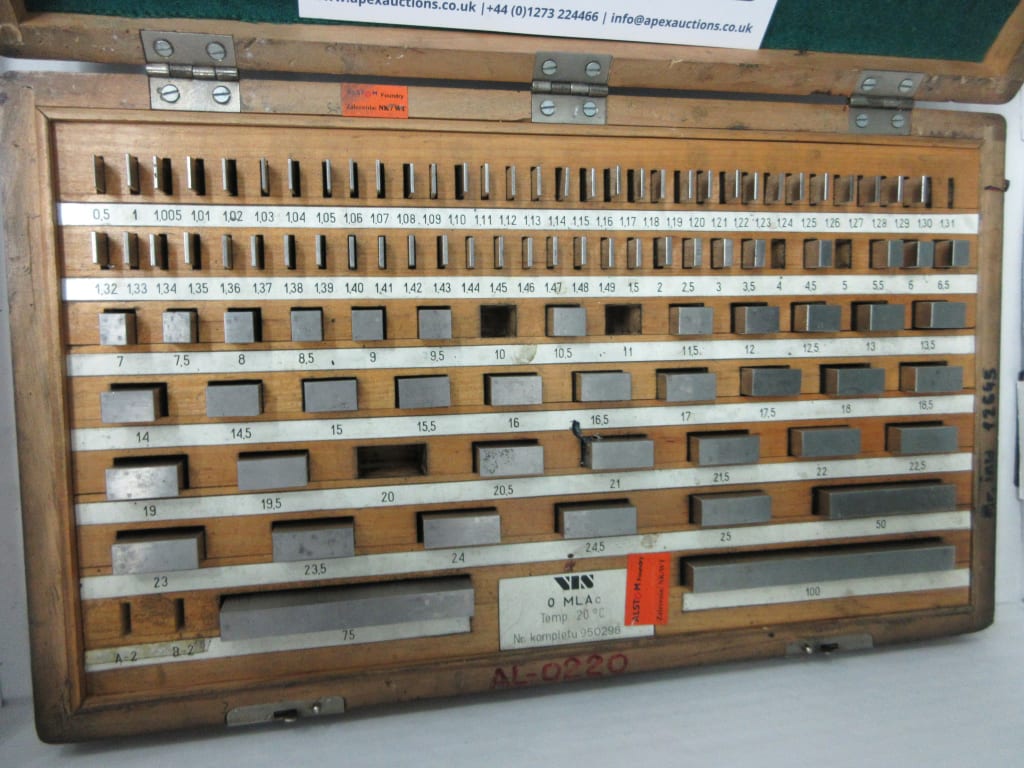 www.apexauctions.co.uk | +44 (0)1273 224466 | info@apexauctions.co.uk
ALSTOM Foundry
NK/WT
0,5 1 1,005 1,01 1,02 1,03 1,04 1,05 1,06 1,07 1,08 1,09 1,10 1,11 1,12 1,13 1,14 1,15 1,16 1,17 1,18 1,19 1,20 1,21 1,22 1,23 1,24 1,25 1,26 1,27 1,28 1,29 1,30 1,31
1,32 1,33 1,34 1,35 1,36 1,37 1,38 1,39 1,40 1,41 1,42 1,43 1,44 1,45 1,46 1,47 1,48 1,49 1,5 2 2,5 3 3,5 4 4,5 5 5,5 6 6,5
7 7,5 8 8,5 9 9,5 10 10,5 11 11,5 12 12,5 13 13,5
14 14,5 15 15,5 16 16,5 17 17,5 18 18,5
19 19,5 20 20,5 21 21,5 22 22,5
23 23,5 24 24,5 25 50
75 100
A-2 B-2
VIS
0 MLAc
Temp. 20°C
Nr. kompletu 950296
ALSTOM Foundry
NK/WT
AL-0220
nr. inw 12645